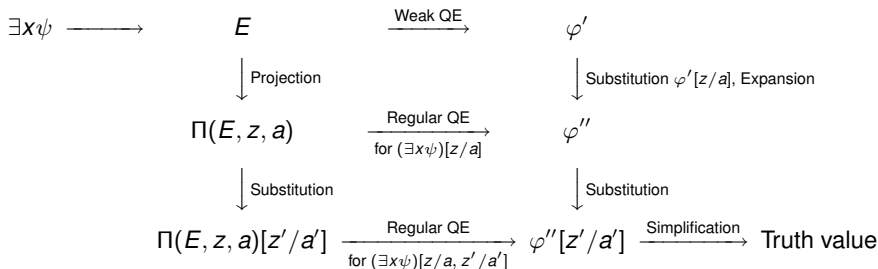 ∃xψ ⟶ E Weak QE ⟶ φ′
Projection
Substitution φ′[z/a], Expansion
Π(E, z, a) Regular QE ⟶ φ″
for (∃xψ)[z/a]
Substitution
Substitution
Π(E, z, a)[z′/a′] Regular QE ⟶ φ″[z′/a′] Simplification ⟶ Truth value
for (∃xψ)[z/a, z′/a′]